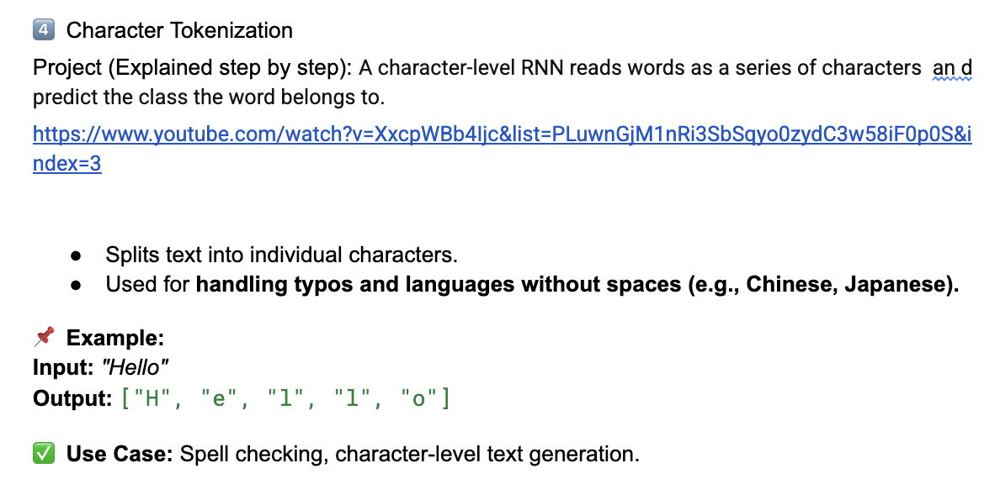 4️⃣ Character Tokenization
Project (Explained step by step): A character-level RNN reads words as a series of characters  an d
predict the class the word belongs to.
https://www.youtube.com/watch?v=XxcpWBb4Ijc&list=PLuwnGjM1nRi3SbSqyo0zydC3w58iF0p0S&i
ndex=3
● Splits text into individual characters.
● Used for handling typos and languages without spaces (e.g., Chinese, Japanese).
📌 Example:
Input: "Hello"
Output: ["H", "e", "l", "l", "o"]
✅ Use Case: Spell checking, character-level text generation.